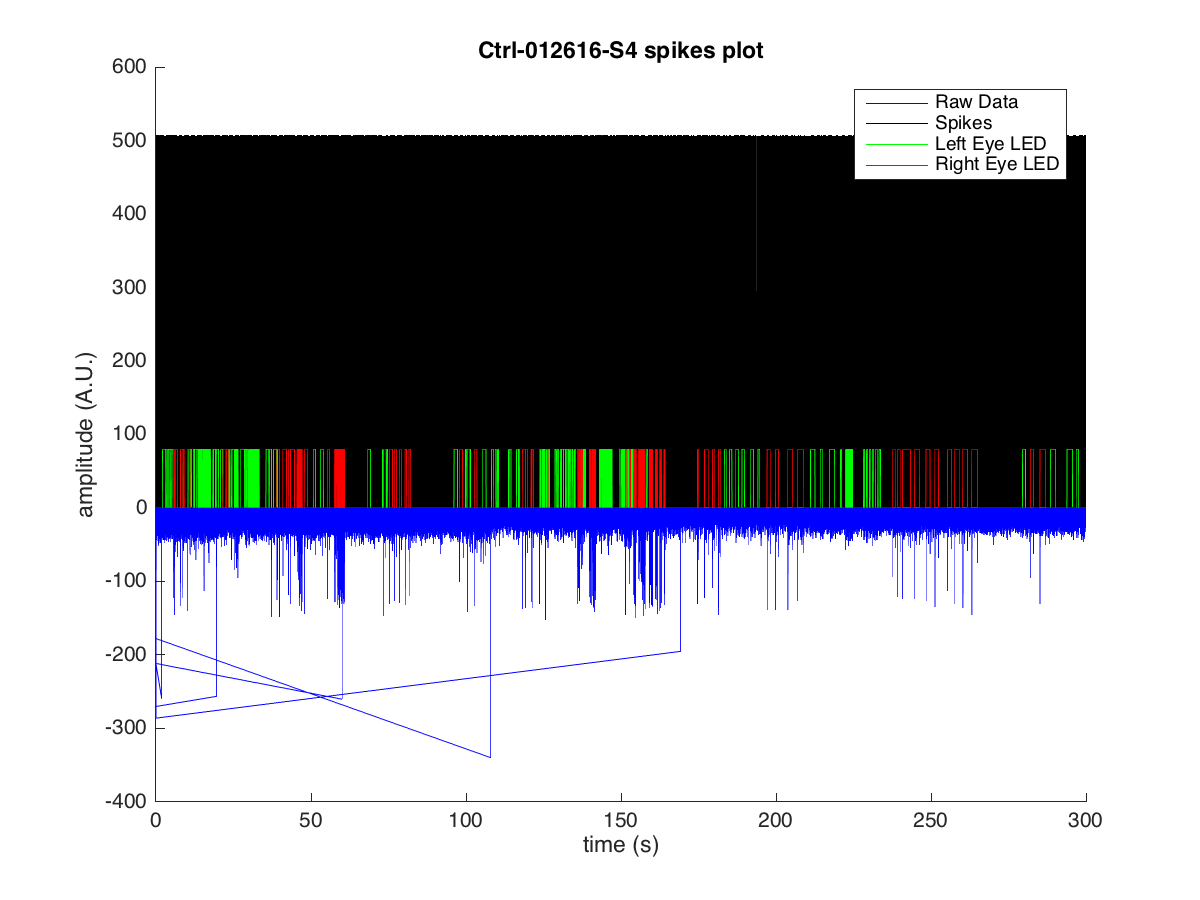 Ctrl-012616-S4 spikes plot
600
500
400
300
200
100
0
-100
-200
-300
-400
amplitude (A.U.)
Raw Data
Spikes
Left Eye LED
Right Eye LED
0 50 100 150 200 250 300
time (s)